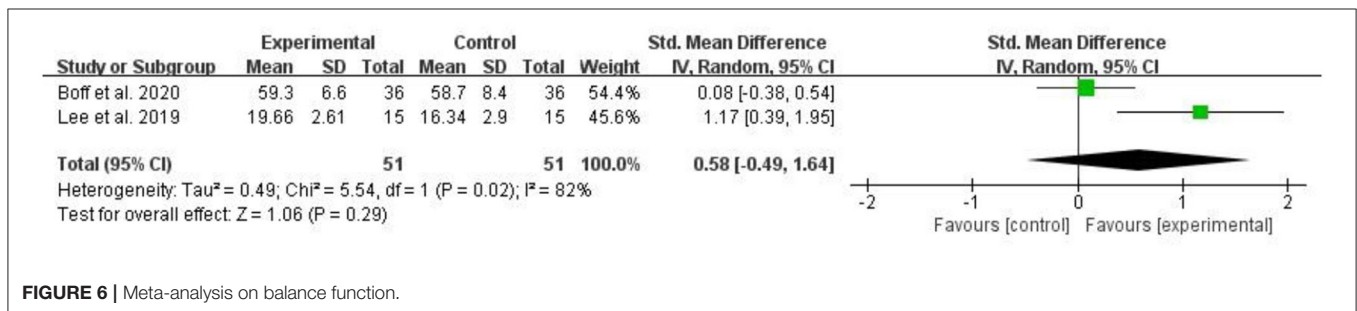 Experimental Control Std. Mean Difference Std. Mean Difference
Study or Subgroup Mean SD Total Mean SD Total Weight IV, Random, 95% CI IV, Random, 95% CI
Boff et al. 2020 59.3 6.6 36 58.7 8.4 36 54.4% 0.08 [-0.38, 0.54]
Lee et al. 2019 19.66 2.61 15 16.34 2.9 15 45.6% 1.17 [0.39, 1.95]
Total (95% CI) 51 51 100.0% 0.58 [-0.49, 1.64]
Heterogeneity: Tau² = 0.49; Chi² = 5.54, df = 1 (P = 0.02); I² = 82%
Test for overall effect: Z = 1.06 (P = 0.29)
-2 -1 0 1 2
Favours [control] Favours [experimental]
FIGURE 6 | Meta-analysis on balance function.